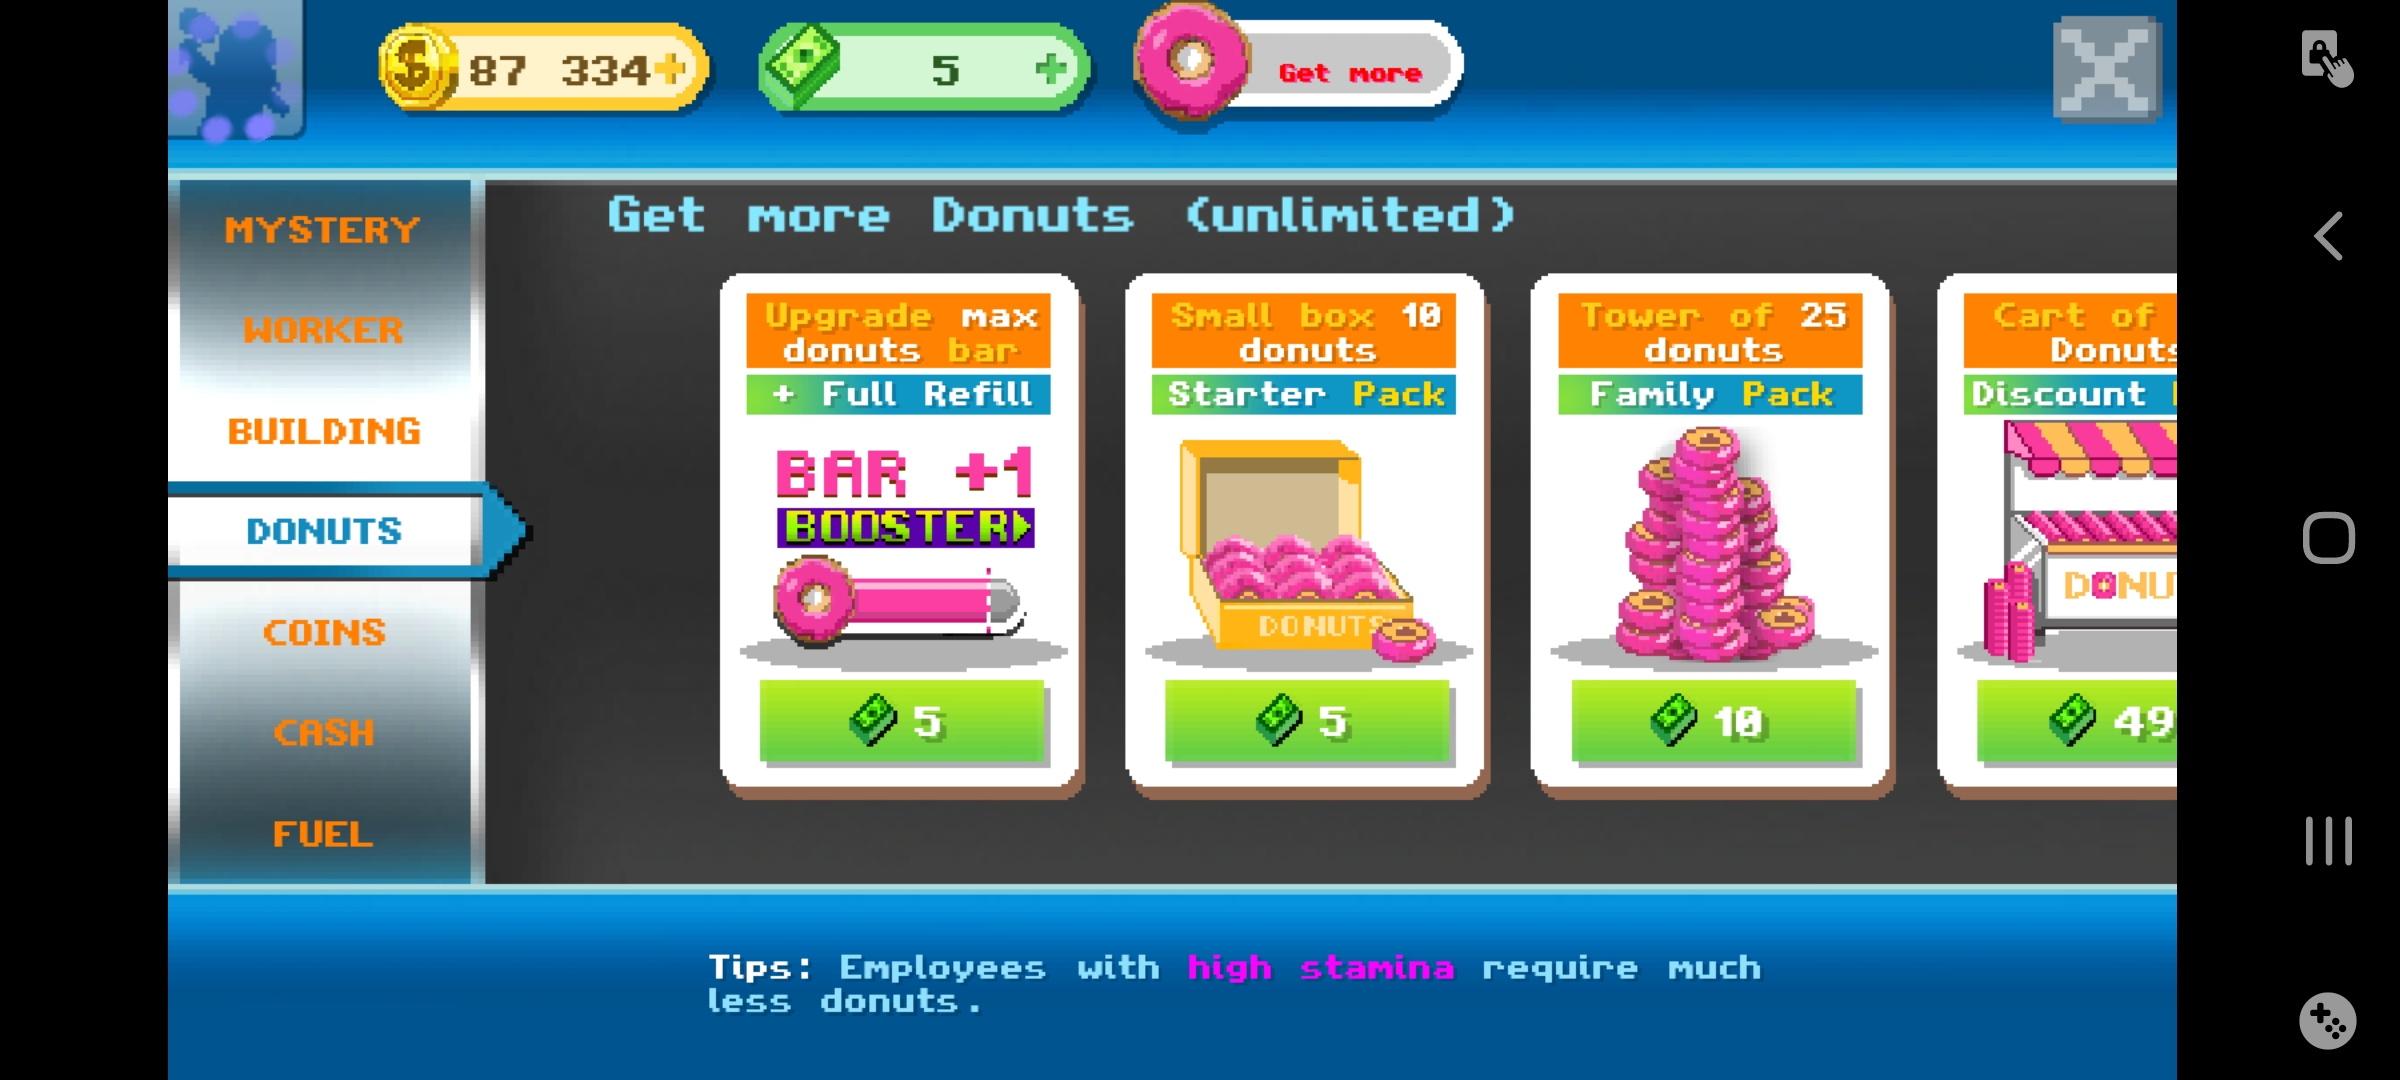 87 334+
5 +
Get more
MYSTERY
WORKER
BUILDING
DONUTS
COINS
CASH
FUEL
Get more Donuts (unlimited)
Upgrade max
donuts bar
+ Full Refill
BAR +1
BOOSTER
5
Small box 10
donuts
Starter Pack
DONUTS
5
Tower of 25
donuts
Family Pack
10
Cart of
Donuts
Discount
DONU
49
Tips: Employees with high stamina require much
less donuts.